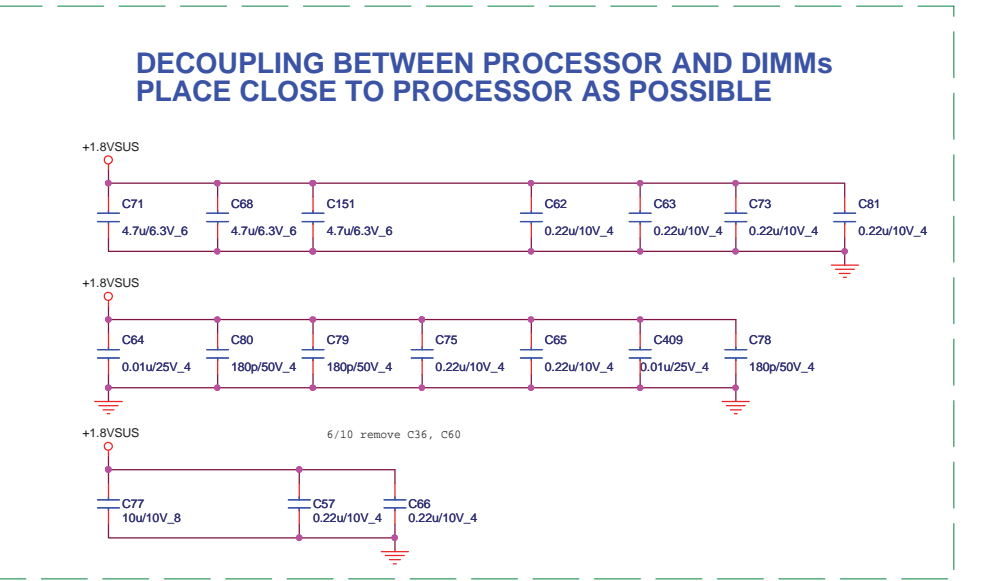 DECOUPLING BETWEEN PROCESSOR AND DIMMs
PLACE CLOSE TO PROCESSOR AS POSSIBLE
+1.8VSUS
C71 C68 C151 C62 C63 C73 C81
4.7u/6.3V_6 4.7u/6.3V_6 4.7u/6.3V_6 0.22u/10V_4 0.22u/10V_4 0.22u/10V_4 0.22u/10V_4
+1.8VSUS
C64 C80 C79 C75 C65 C409 C78
0.01u/25V_4 180p/50V_4 180p/50V_4 0.22u/10V_4 0.22u/10V_4 0.01u/25V_4 180p/50V_4
+1.8VSUS 6/10 remove C36, C60
C77 C57 C66
10u/10V_8 0.22u/10V_4 0.22u/10V_4